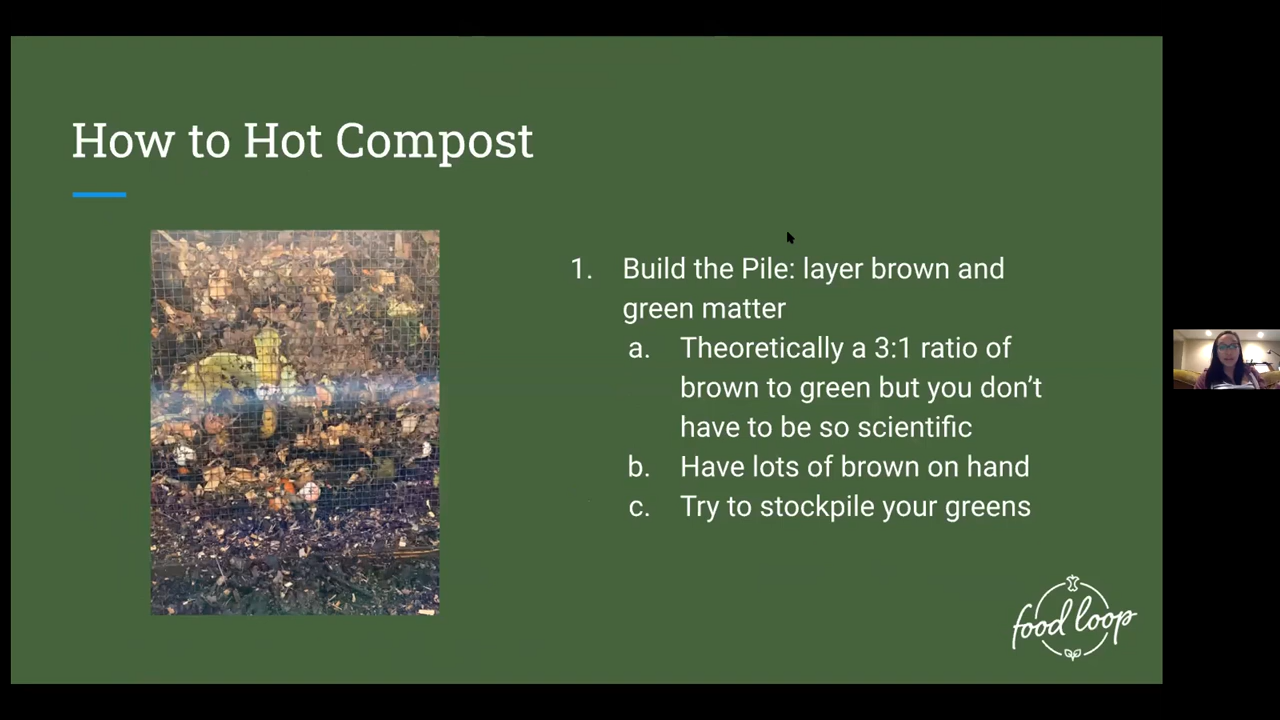 How to Hot Compost
1. Build the Pile: layer brown and
green matter
a. Theoretically a 3:1 ratio of
brown to green but you don't
have to be so scientific
b. Have lots of brown on hand
c. Try to stockpile your greens
food loop